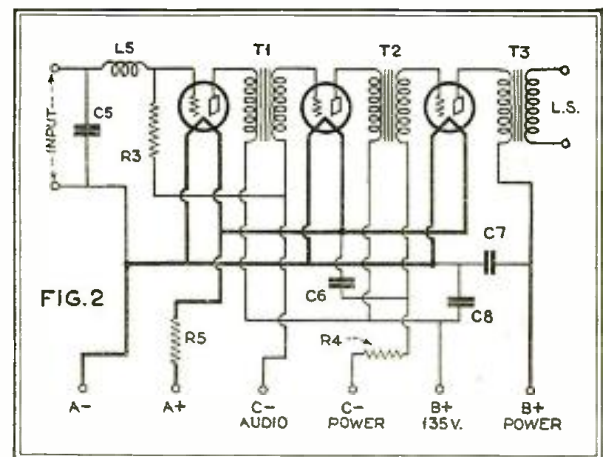 L5
T1
T2
T3
C5
INPUT
R3
L.S.
C7
FIG. 2
C6
C8
R5
R4
A-
A+
C-
AUDIO
C-
POWER
B+
135 V.
B+
POWER